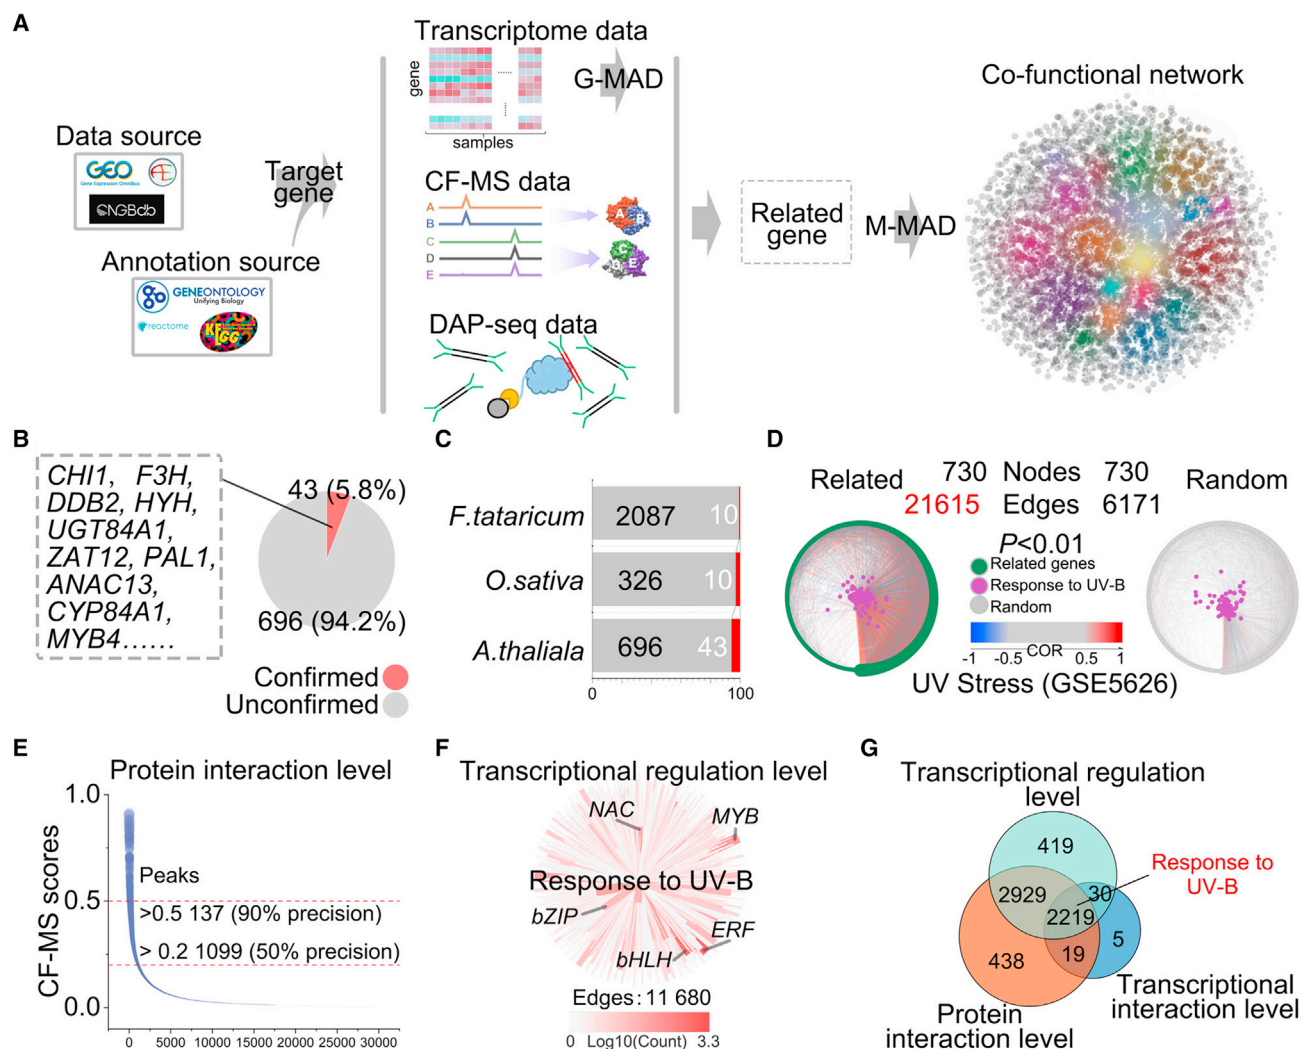 A
Transcriptome data
gene
samples
G-MAD
Data source
GEO
Gene Expression Omnibus
AE
CNGBdb
Target
gene
Annotation source
GENEONTOLOGY
Unifying Biology
reactome
KEGG
CF-MS data
A
B
C
D
E
A
B
C
E
DAP-seq data
Related
gene
M-MAD
Co-functional network
B
CHI1, F3H,
DDB2, HYH,
UGT84A1,
ZAT12, PAL1,
ANAC13,
CYP84A1,
MYB4......
43 (5.8%)
696 (94.2%)
Confirmed
Unconfirmed
C
F.tataricum
2087 10
O.sativa
326 10
A.thaliala
696 43
0 100
D
Related
730 Nodes 730
21615 Edges 6171
Random
P<0.01
Related genes
Response to UV-B
Random
COR
-1 -0.5 0.5 1
UV Stress (GSE5626)
E
Protein interaction level
CF-MS scores
1.0
0.5
0.0
Peaks
>0.5 137 (90% precision)
> 0.2 1099 (50% precision)
0 5000 10000 15000 20000 25000 30000
F
Transcriptional regulation level
NAC
MYB
Response to UV-B
bZIP
ERF
bHLH
Edges: 11 680
0 Log10(Count) 3.3
G
Transcriptional regulation
level
419
Response to
UV-B
2929
30
2219
438
19
5
Transcriptional
interaction level
Protein
interaction level